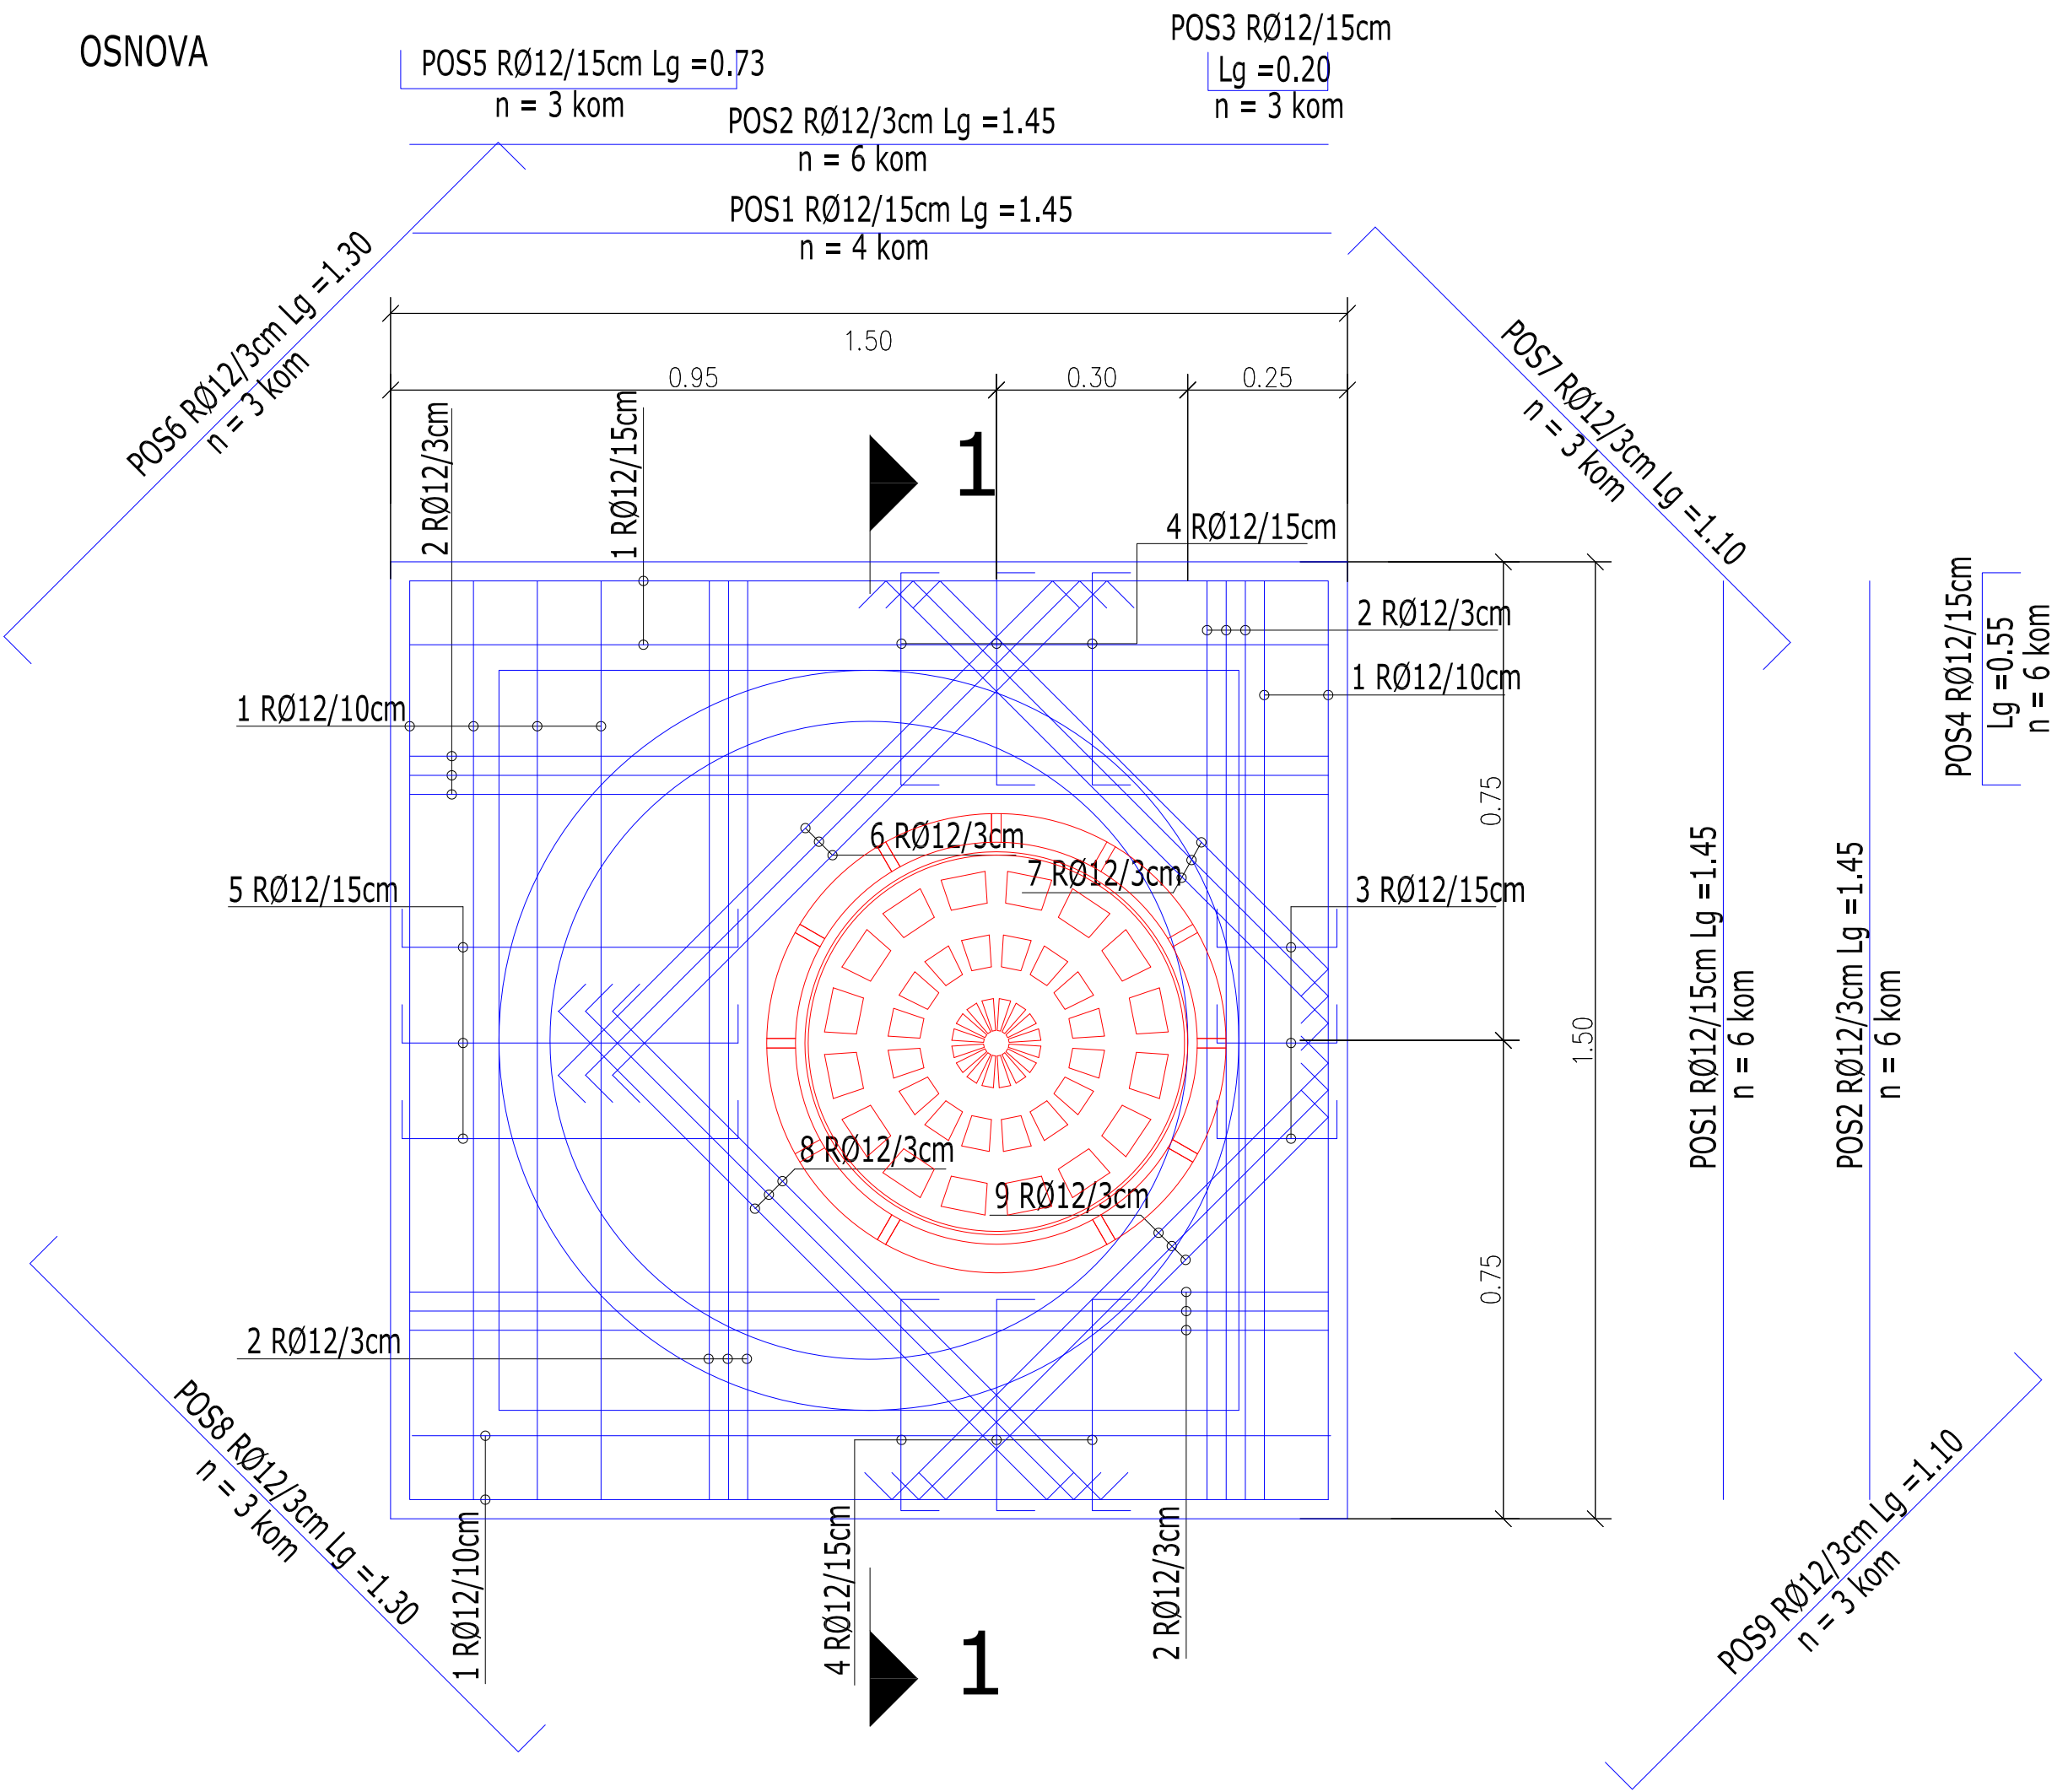 OSNOVA
POS5 RØ12/15cm Lg =0.73
n = 3 kom
POS3 RØ12/15cm
Lg =0.20
n = 3 kom
POS2 RØ12/3cm Lg =1.45
n = 6 kom
POS1 RØ12/15cm Lg =1.45
n = 4 kom
POS6 RØ12/3cm Lg =1.30
n = 3 kom
POS7 RØ12/3cm Lg =1.10
n = 3 kom
1.50
0.95
0.30
0.25
2 RØ12/3cm
1 RØ12/15cm
1
4 RØ12/15cm
2 RØ12/3cm
1 RØ12/10cm
1 RØ12/10cm
POS4 RØ12/15cm
Lg =0.55
n = 6 kom
0.75
6 RØ12/3cm
7 RØ12/3cm
5 RØ12/15cm
3 RØ12/15cm
POS1 RØ12/15cm Lg =1.45
n = 6 kom
POS2 RØ12/3cm Lg =1.45
n = 6 kom
1.50
8 RØ12/3cm
9 RØ12/3cm
0.75
2 RØ12/3cm
POS8 RØ12/3cm Lg =1.30
n = 3 kom
1 RØ12/10cm
4 RØ12/15cm
2 RØ12/3cm
1
POS9 RØ12/3cm Lg =1.10
n = 3 kom